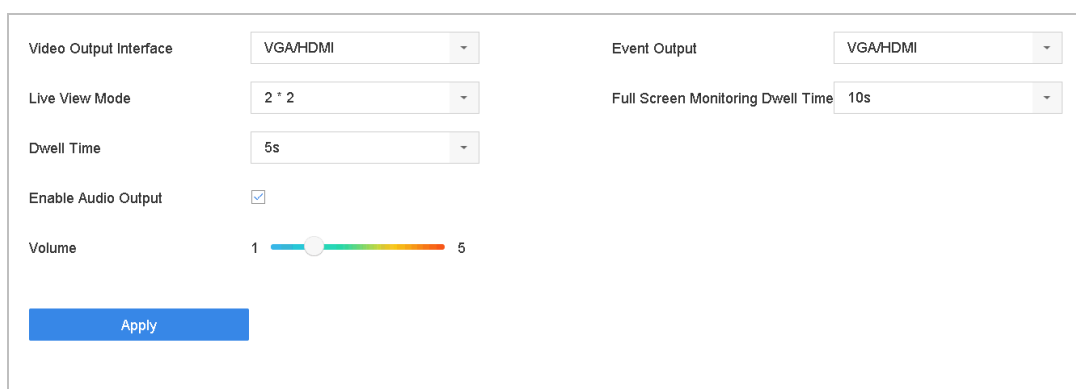 Video Output Interface VGA/HDMI Event Output VGA/HDMI
Live View Mode 2 * 2 Full Screen Monitoring Dwell Time 10s
Dwell Time 5s
Enable Audio Output
Volume 1 5
Apply